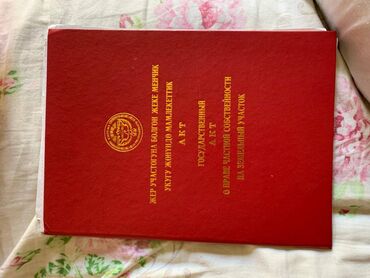 ЖЕР УЧАСТОГУНА БОЛГОН ЖЕКЕ МЕНЧИК
УКУГУ ЖӨНҮНДӨ МАМЛЕКЕТТИК
АКТ
ГОСУДАРСТВЕННЫЙ
АКТ
О ПРАВЕ ЧАСТНОЙ СОБСТВЕННОСТИ
НА ЗЕМЕЛЬНЫЙ УЧАСТОК